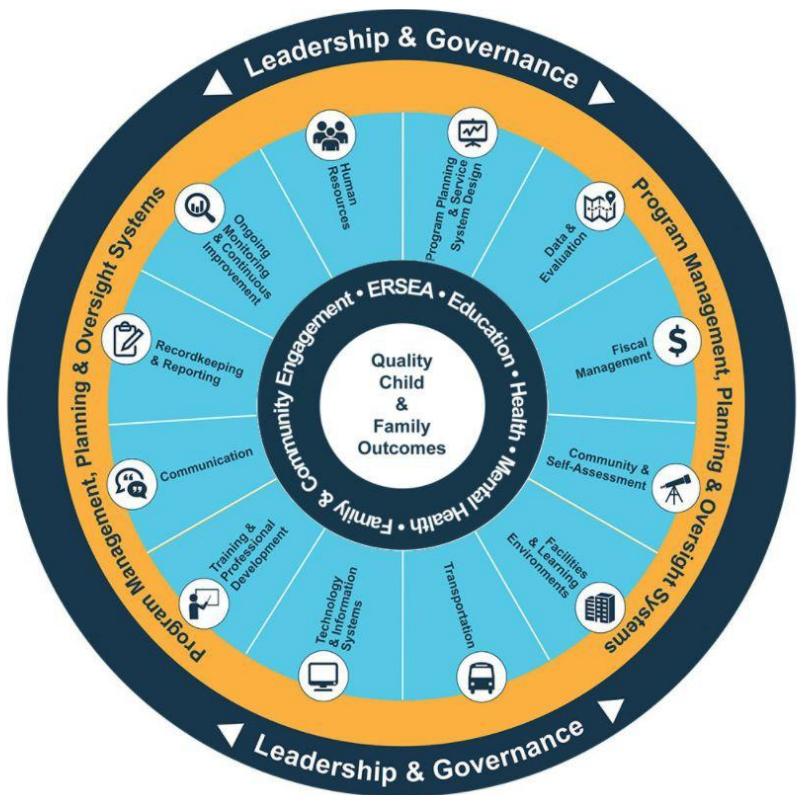 Leadership & Governance
Program Management, Planning & Oversight Systems
Program Management, Planning & Oversight Systems
Human
Resources
Program Planning
& Service
System Design
Data &
Evaluation
Fiscal
Management
Community &
Self-Assessment
Facilities
& Learning
Environments
Transportation
Technology
& Information
Systems
Training &
Professional
Development
Communication
Recordkeeping
& Reporting
Ongoing
Monitoring
& Continuous
Improvement
Family & Community Engagement • ERSEA • Education • Health • Mental Health •
Quality
Child
&
Family
Outcomes
Leadership & Governance